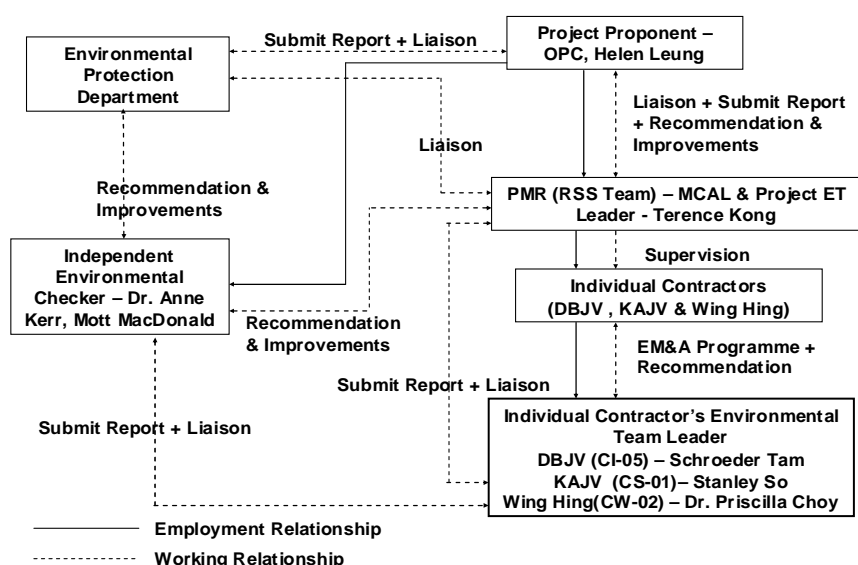 Environmental
Protection
Department
Submit Report + Liaison
Project Proponent –
OPC, Helen Leung
Liaison + Submit Report
+ Recommendation &
Improvements
Liaison
Recommendation &
Improvements
PMR (RSS Team) – MCAL & Project ET
Leader - Terence Kong
Supervision
Independent
Environmental
Checker – Dr. Anne
Kerr, Mott MacDonald
Individual Contractors
(DBJV , KAJV & Wing Hing)
Recommendation
& Improvements
EM&A Programme +
Recommendation
Submit Report + Liaison
Submit Report + Liaison
Individual Contractor’s Environmental
Team Leader
DBJV (CI-05) – Schroeder Tam
KAJV (CS-01)– Stanley So
Wing Hing(CW-02) – Dr. Priscilla Choy
Employment Relationship
Working Relationship